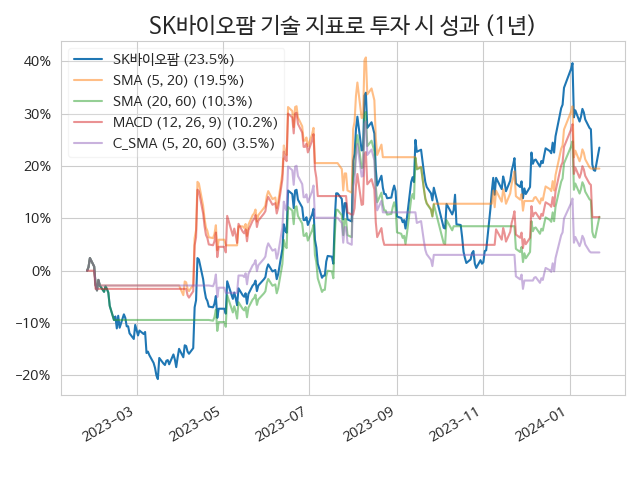 SK바이오팜 기술 지표로 투자 시 성과 (1년)
SK바이오팜 (23.5%)
SMA (5, 20) (19.5%)
SMA (20, 60) (10.3%)
MACD (12, 26, 9) (10.2%)
C_SMA (5, 20, 60) (3.5%)
40%
30%
20%
10%
0%
−10%
−20%
2023-03
2023-05
2023-07
2023-09
2023-11
2024-01